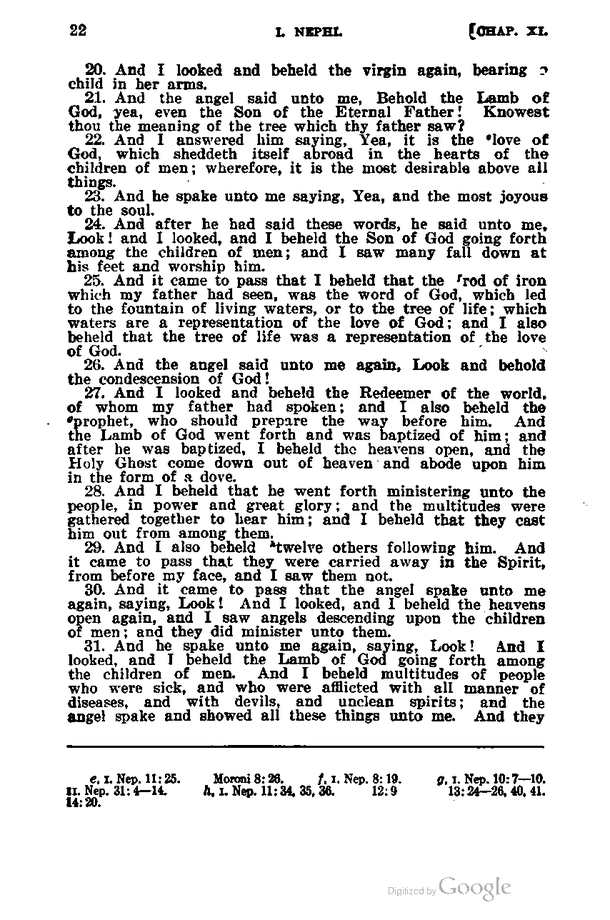 22 I. NEPHI. [CHAP. XI.
20. And I looked and beheld the virgin again, bearing a
child in her arms.
21. And the angel said unto me, Behold the Lamb of
God, yea, even the Son of the Eternal Father! Knowest
thou the meaning of the tree which thy father saw?
22. And I answered him saying, Yea, it is the ᵉlove of
God, which sheddeth itself abroad in the hearts of the
children of men; wherefore, it is the most desirable above all
things.
23. And he spake unto me saying, Yea, and the most joyous
to the soul.
24. And after he had said these words, he said unto me,
Look! and I looked, and I beheld the Son of God going forth
among the children of men; and I saw many fall down at
his feet and worship him.
25. And it came to pass that I beheld that the ᶠrod of iron
which my father had seen, was the word of God, which led
to the fountain of living waters, or to the tree of life; which
waters are a representation of the love of God; and I also
beheld that the tree of life was a representation of the love
of God.
26. And the angel said unto me again, Look and behold
the condescension of God!
27. And I looked and beheld the Redeemer of the world,
of whom my father had spoken; and I also beheld the
ᵍprophet, who should prepare the way before him. And
the Lamb of God went forth and was baptized of him; and
after he was baptized, I beheld the heavens open, and the
Holy Ghost come down out of heaven and abode upon him
in the form of a dove.
28. And I beheld that he went forth ministering unto the
people, in power and great glory; and the multitudes were
gathered together to hear him; and I beheld that they cast
him out from among them.
29. And I also beheld ʰtwelve others following him. And
it came to pass that they were carried away in the Spirit,
from before my face, and I saw them not.
30. And it came to pass that the angel spake unto me
again, saying, Look! And I looked, and I beheld the heavens
open again, and I saw angels descending upon the children
of men; and they did minister unto them.
31. And he spake unto me again, saying, Look! And I
looked, and I beheld the Lamb of God going forth among
the children of men. And I beheld multitudes of people
who were sick, and who were afflicted with all manner of
diseases, and with devils, and unclean spirits; and the
angel spake and showed all these things unto me. And they
e, I. Nep. 11:25. Moroni 8:26. f, I. Nep. 8:19. g, I. Nep. 10:7—10.
II. Nep. 31:4—14. h, I. Nep. 11:34, 35, 36. 12:9 13:24—26, 40, 41.
14:20.
Digitized by Google